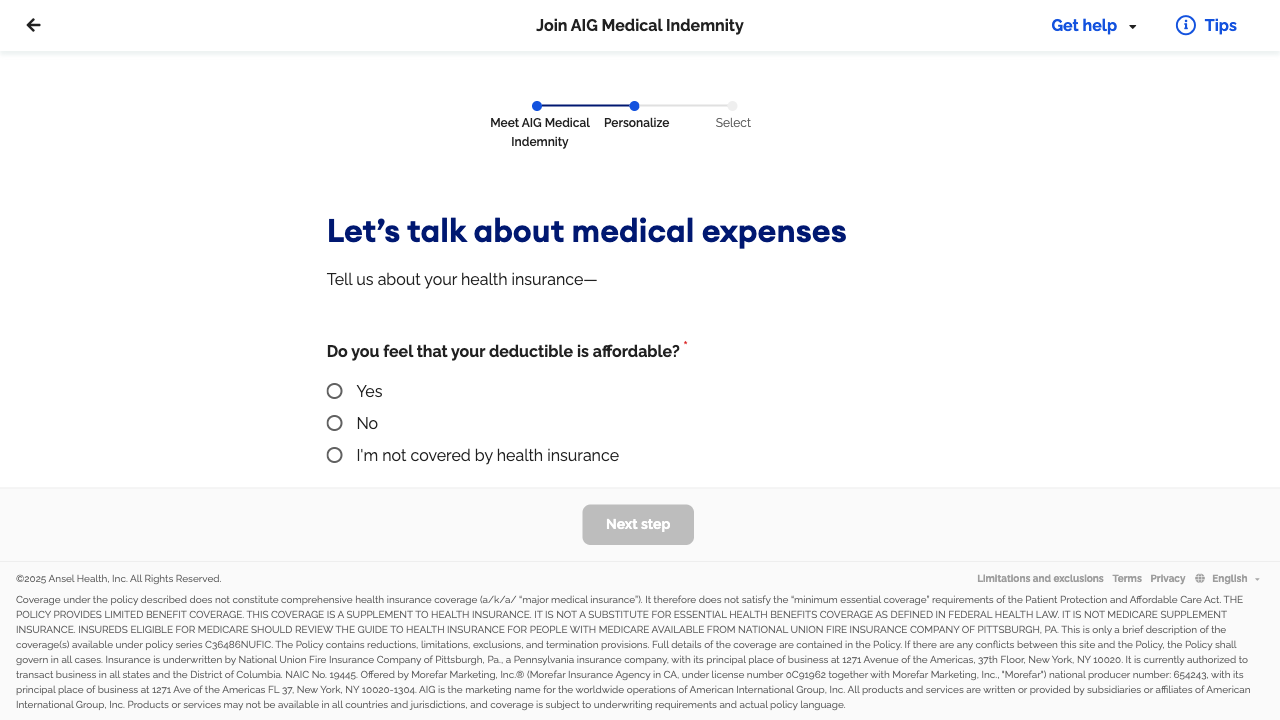 Join AIG Medical Indemnity
Get help
Tips
Meet AIG Medical
Indemnity
Personalize
Select
Let's talk about medical expenses
Tell us about your health insurance—
Do you feel that your deductible is affordable? *
Yes
No
I'm not covered by health insurance
Next step
©2025 Ansel Health, Inc. All Rights Reserved.
Limitations and exclusions Terms Privacy English
Coverage under the policy described does not constitute comprehensive health insurance coverage (a/k/a/ “major medical insurance”). It therefore does not satisfy the “minimum essential coverage” requirements of the Patient Protection and Affordable Care Act. THE
POLICY PROVIDES LIMITED BENEFIT COVERAGE. THIS COVERAGE IS A SUPPLEMENT TO HEALTH INSURANCE. IT IS NOT A SUBSTITUTE FOR ESSENTIAL HEALTH BENEFITS COVERAGE AS DEFINED IN FEDERAL HEALTH LAW. IT IS NOT MEDICARE SUPPLEMENT
INSURANCE. INSUREDS ELIGIBLE FOR MEDICARE SHOULD REVIEW THE GUIDE TO HEALTH INSURANCE FOR PEOPLE WITH MEDICARE AVAILABLE FROM NATIONAL UNION FIRE INSURANCE COMPANY OF PITTSBURGH, PA. This is only a brief description of the
coverage(s) available under policy series C36486NUFIC. The Policy contains reductions, limitations, exclusions, and termination provisions. Full details of the coverage are contained in the Policy. If there are any conflicts between this site and the Policy, the Policy shall
govern in all cases. Insurance is underwritten by National Union Fire Insurance Company of Pittsburgh, Pa., a Pennsylvania insurance company, with its principal place of business at 1271 Avenue of the Americas, 37th Floor, New York, NY 10020. It is currently authorized to
transact business in all states and the District of Columbia. NAIC No. 19445. Offered by Morefar Marketing, Inc.® (Morefar Insurance Agency in CA, under license number 0C91962 together with Morefar Marketing, Inc., "Morefar") national producer number: 654243, with its
principal place of business at 1271 Ave of the Americas FL 37, New York, NY 10020-1304. AIG is the marketing name for the worldwide operations of American International Group, Inc. All products and services are written or provided by subsidiaries or affiliates of American
International Group, Inc. Products or services may not be available in all countries and jurisdictions, and coverage is subject to underwriting requirements and actual policy language.